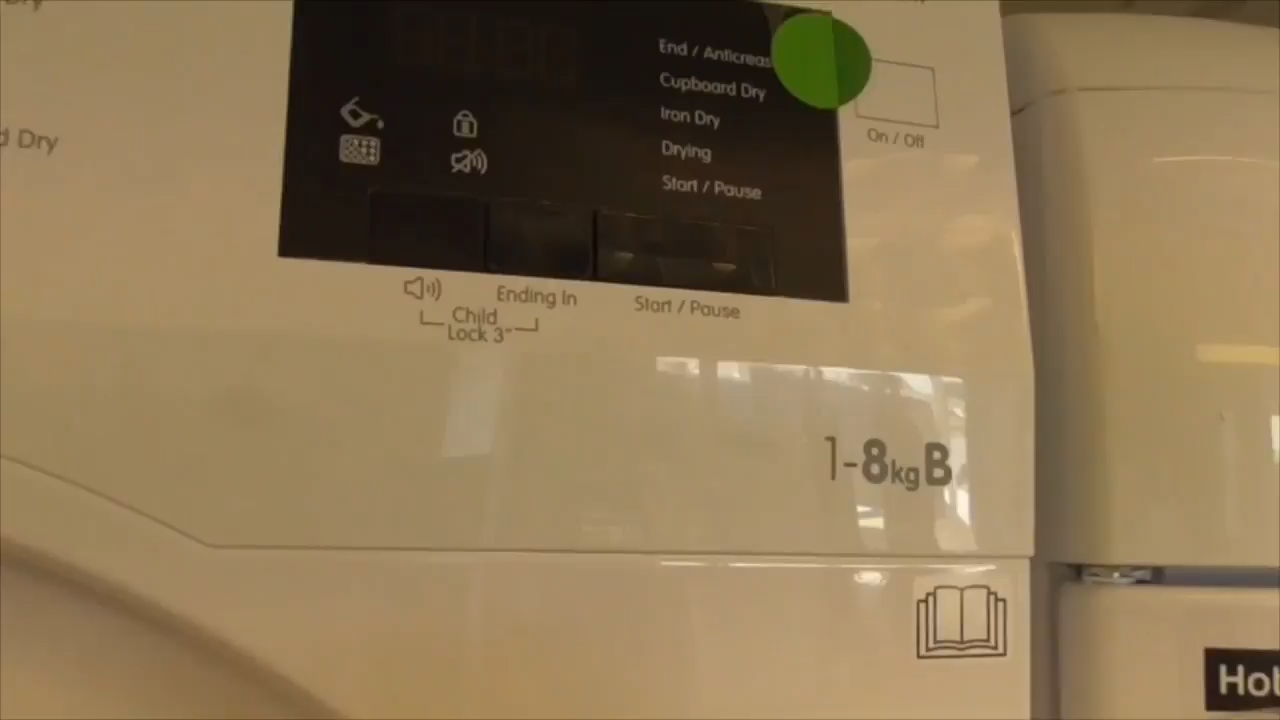 Dry
End / Anticreas
Cupboard Dry
Iron Dry
Drying
Start / Pause
On / Off
d Dry
Ending In
Start / Pause
Child
Lock 3"
1-8kg B
Hot